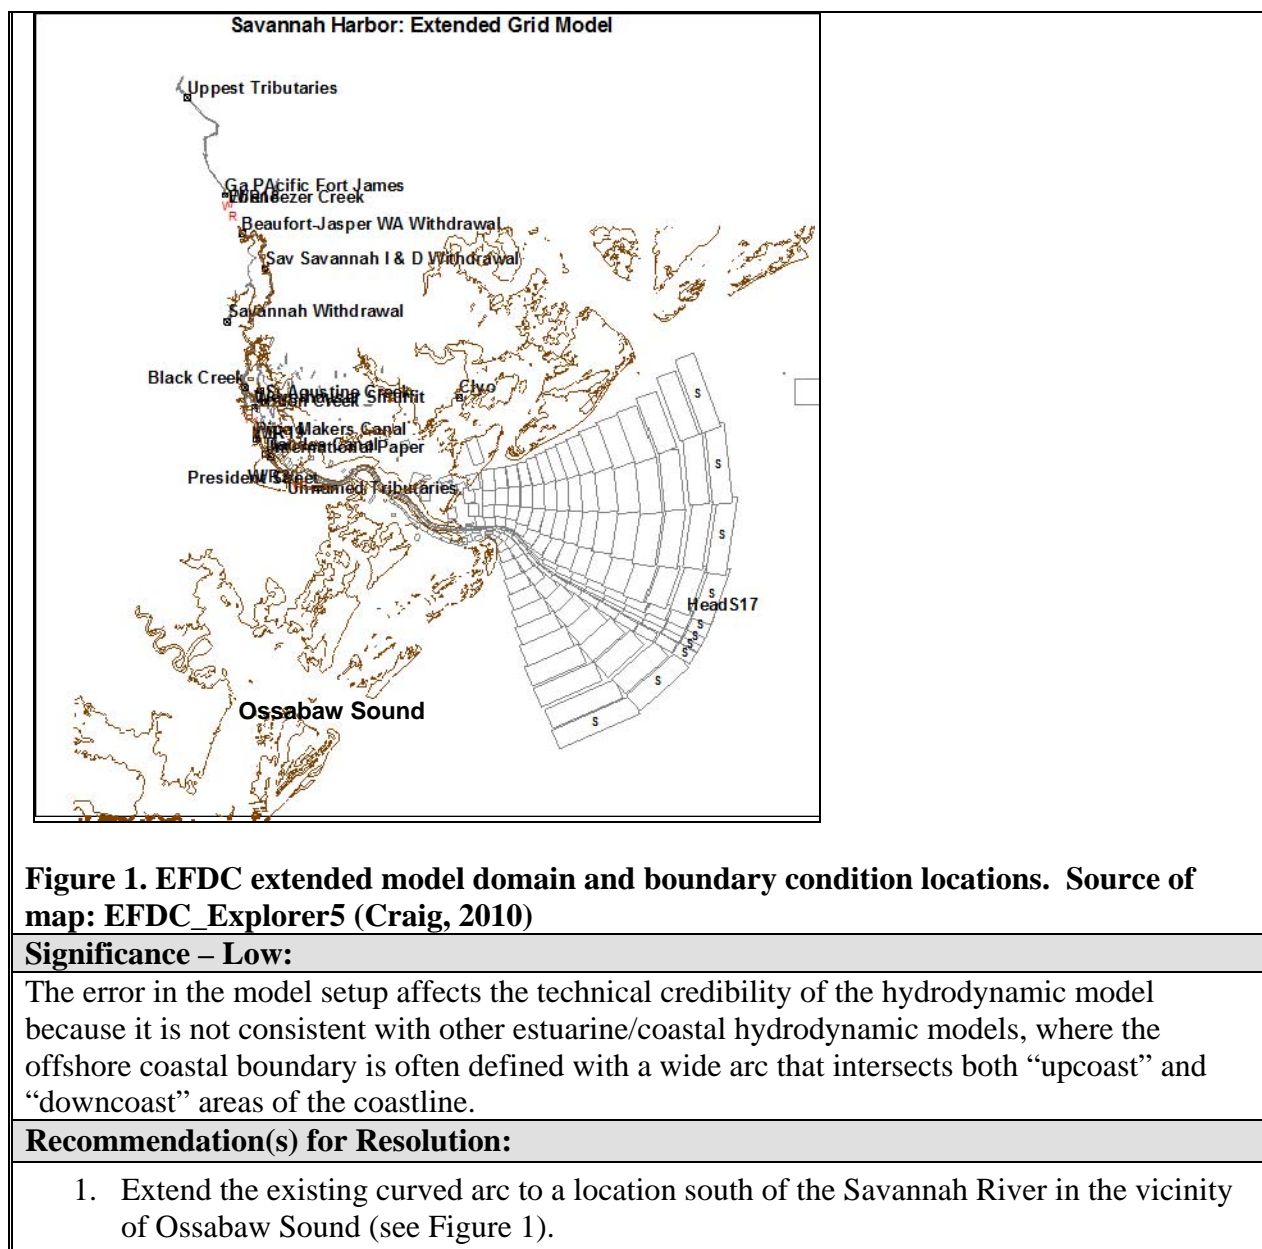 Savannah Harbor: Extended Grid Model
Uppest Tributaries
Ga PAcific Fort James
Ebeneezer Creek
W
R
Beaufort-Jasper WA Withdrawal
Sav Savannah I & D Withdrawal
Savannah Withdrawal
Black Creek
Clyo
Makers Canal
International Paper
President
Unnamed Tributaries
S
S
S
S
HeadS17
S
S
S
S
S
S
Ossabaw Sound
Figure 1. EFDC extended model domain and boundary condition locations. Source of
map: EFDC_Explorer5 (Craig, 2010)
Significance – Low:
The error in the model setup affects the technical credibility of the hydrodynamic model
because it is not consistent with other estuarine/coastal hydrodynamic models, where the
offshore coastal boundary is often defined with a wide arc that intersects both “upcoast” and
“downcoast” areas of the coastline.
Recommendation(s) for Resolution:
1. Extend the existing curved arc to a location south of the Savannah River in the vicinity
of Ossabaw Sound (see Figure 1).